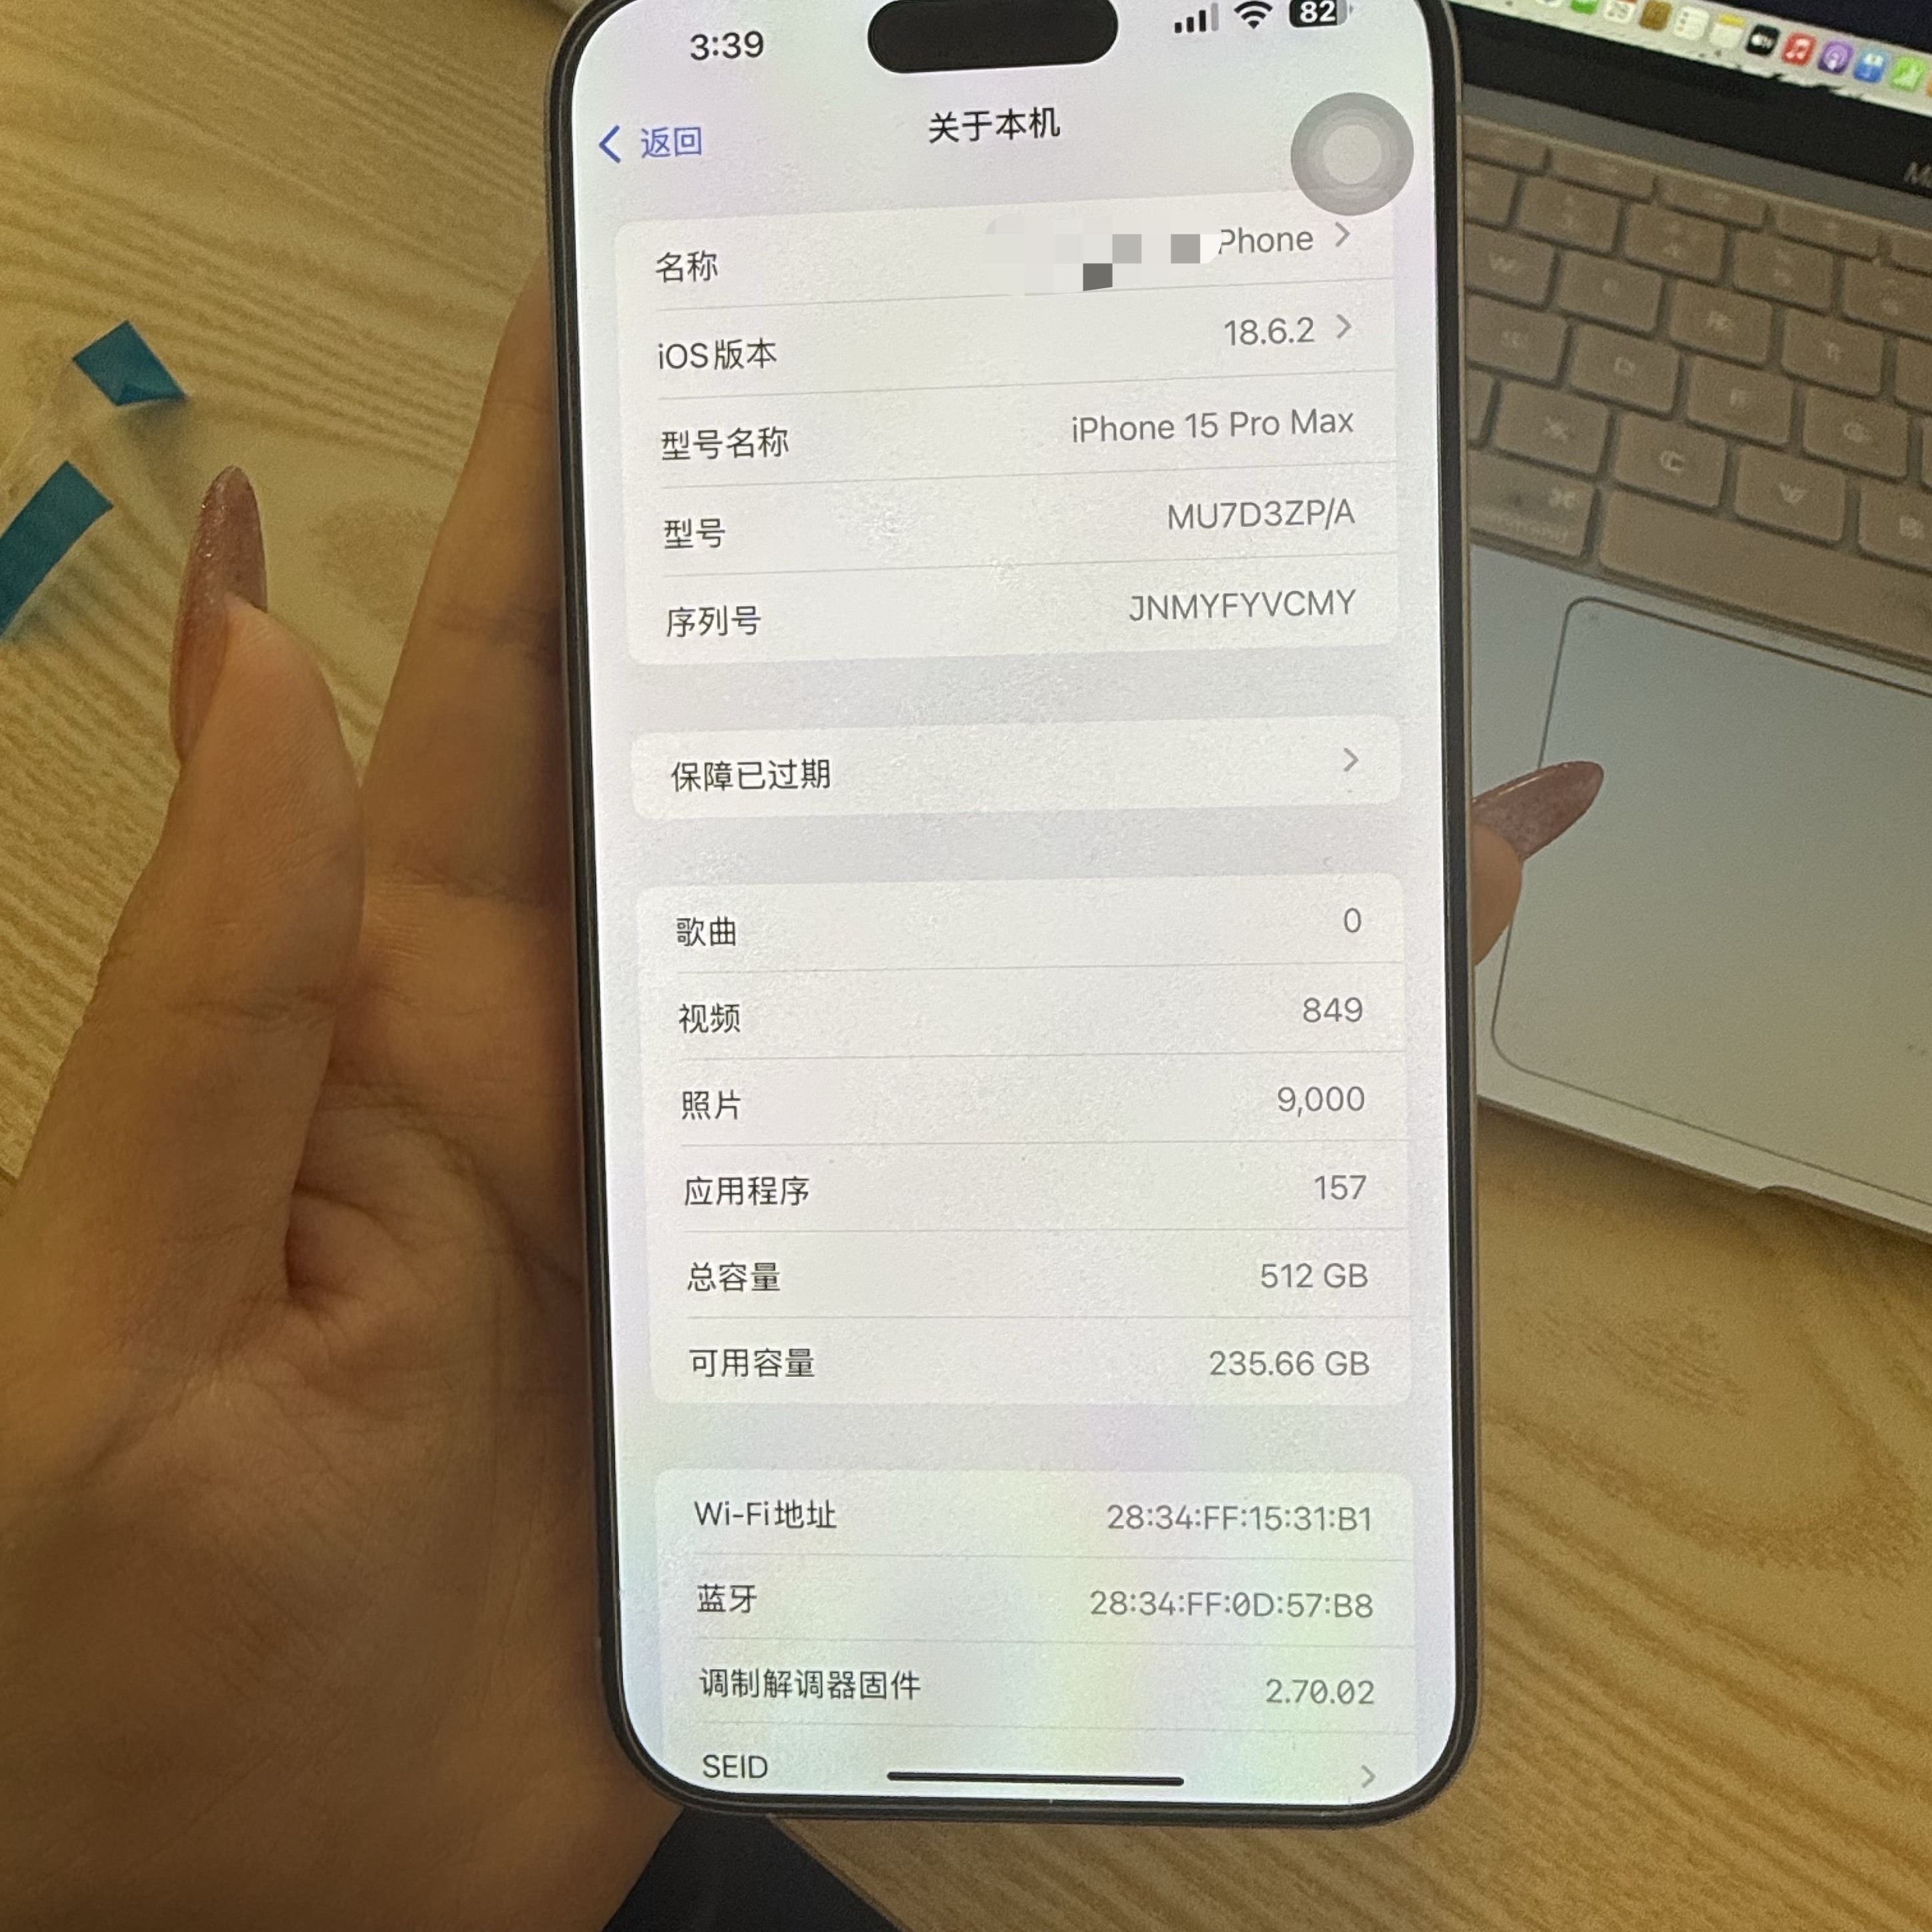 3:39
82
返回
关于本机
名称
Phone
iOS版本
18.6.2
型号名称
iPhone 15 Pro Max
型号
MU7D3ZP/A
序列号
JNMYFYVCMY
保障已过期
歌曲
0
视频
849
照片
9,000
应用程序
157
总容量
512 GB
可用容量
235.66 GB
Wi-Fi地址
28:34:FF:15:31:B1
蓝牙
28:34:FF:0D:57:B8
调制解调器固件
2.70.02
SEID